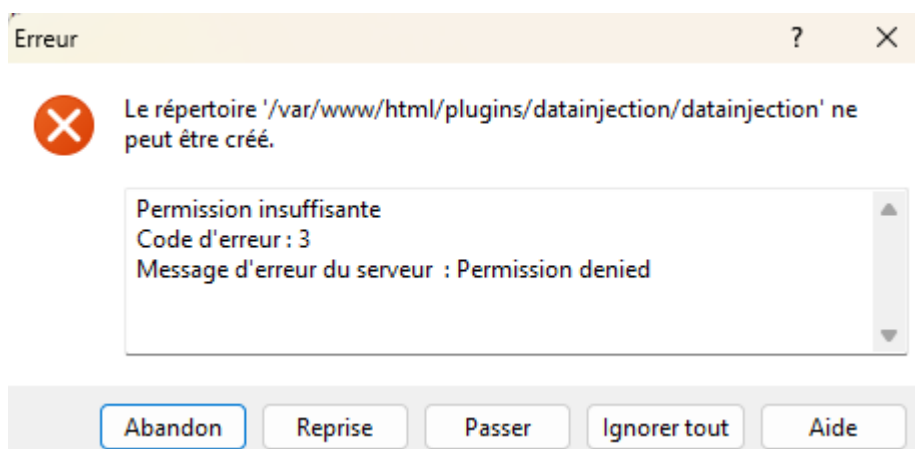 Erreur
?
Le répertoire '/var/www/html/plugins/datainjection/datainjection' ne
peut être créé.
Permission insuffisante
Code d'erreur : 3
Message d'erreur du serveur  : Permission denied
Abandon
Reprise
Passer
Ignorer tout
Aide